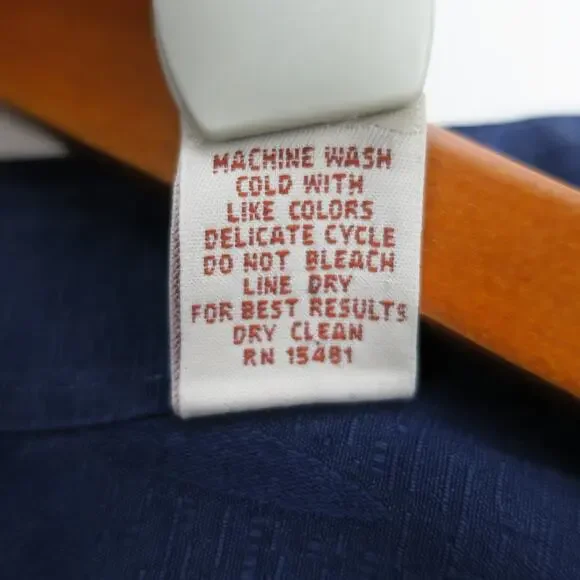 MACHINE WASH
COLD WITH
LIKE COLORS
DELICATE CYCLE
DO NOT BLEACH
LINE DRY
FOR BEST RESULTS
DRY CLEAN
RN 15481